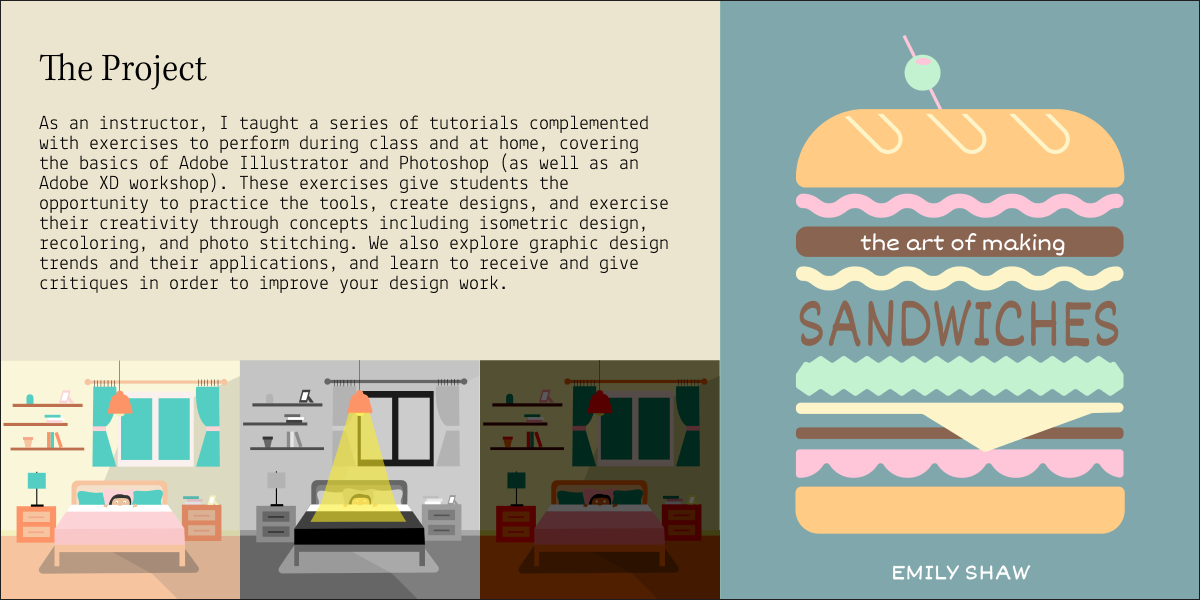 The Project
As an instructor, I taught a series of tutorials complemented
with exercises to perform during class and at home, covering
the basics of Adobe Illustrator and Photoshop (as well as an
Adobe XD workshop). These exercises give students the
opportunity to practice the tools, create designs, and exercise
their creativity through concepts including isometric design,
recoloring, and photo stitching. We also explore graphic design
trends and their applications, and learn to receive and give
critiques in order to improve your design work.
the art of making
SANDWICHES
EMILY SHAW